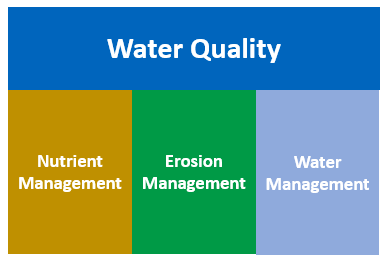 Water Quality
Nutrient
Management
Erosion
Management
Water
Management